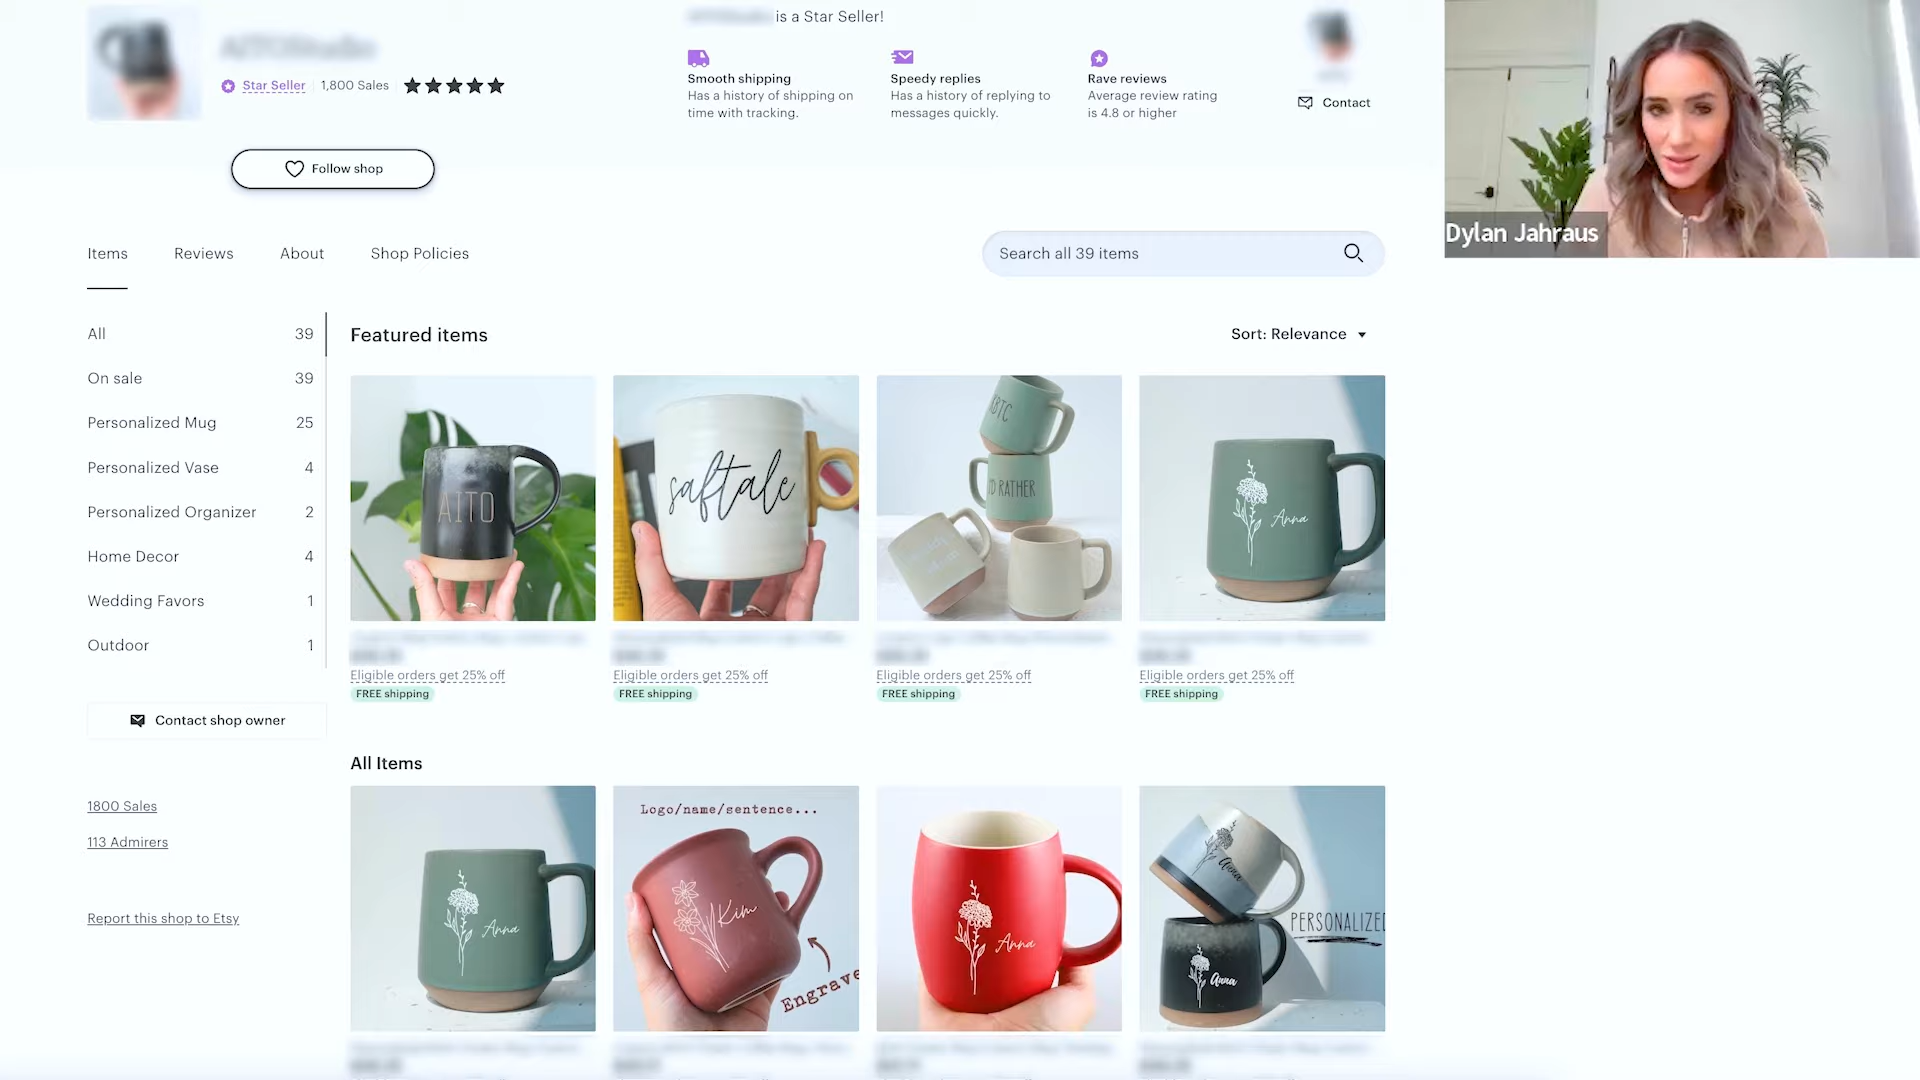 is a Star Seller!
Star Seller
1,800 Sales
Smooth shipping
Has a history of shipping on
time with tracking.
Speedy replies
Has a history of replying to
messages quickly.
Rave reviews
Average review rating
is 4.8 or higher
Contact
Dylan Jahraus
Follow shop
Items
Reviews
About
Shop Policies
Search all 39 items
All 39
On sale 39
Personalized Mug 25
Personalized Vase 4
Personalized Organizer 2
Home Decor 4
Wedding Favors 1
Outdoor 1
Contact shop owner
1800 Sales
113 Admirers
Report this shop to Etsy
Featured items
Sort: Relevance
AITO
saftale
D RATHER
Anna
Eligible orders get 25% off
FREE shipping
Eligible orders get 25% off
FREE shipping
Eligible orders get 25% off
FREE shipping
Eligible orders get 25% off
FREE shipping
All Items
Anna
Logo/name/sentence...
Kim
Engrave
Anna
Anna
PERSONALIZED
Anna